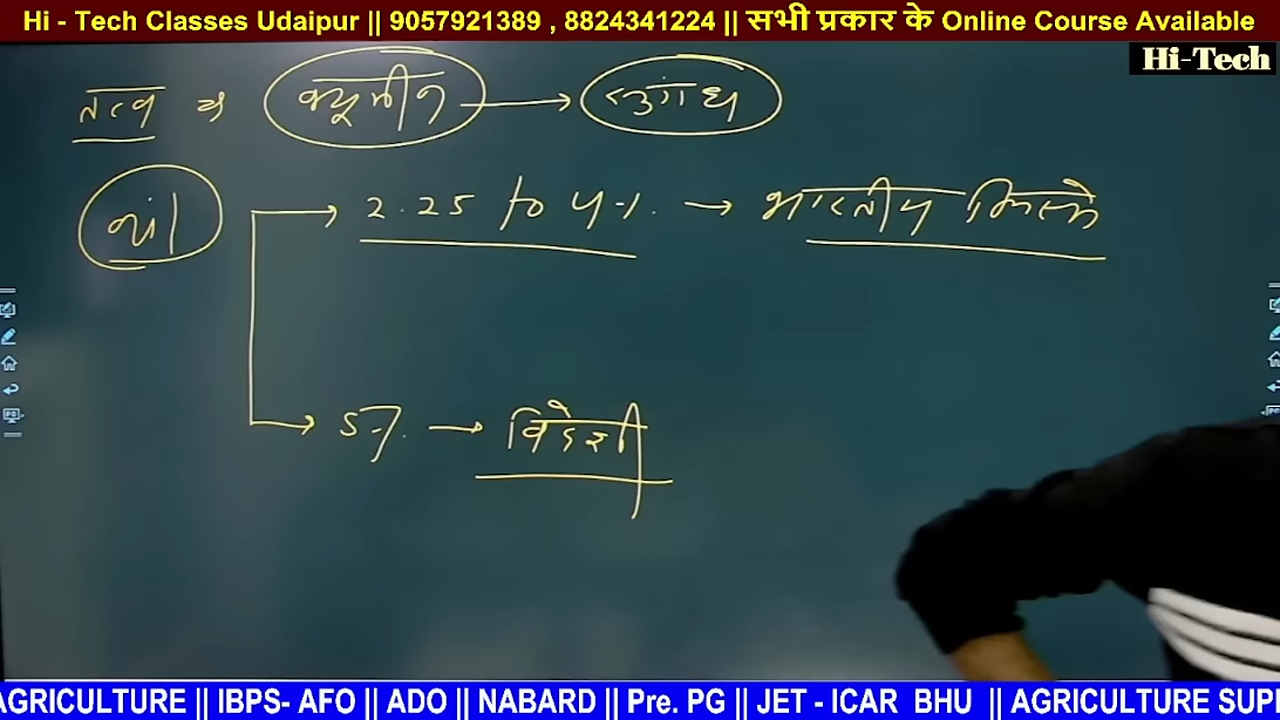 Hi - Tech Classes Udaipur || 9057921389 , 8824341224 || सभी प्रकार के Online Course Available
Hi-Tech
तत्व ⇒ क्यूमीन → सुगंध
2.25 to 4% → भारतीय किस्में
5% → विदेशी
AGRICULTURE || IBPS- AFO || ADO || NABARD || Pre. PG || JET - ICAR BHU || AGRICULTURE SUPE